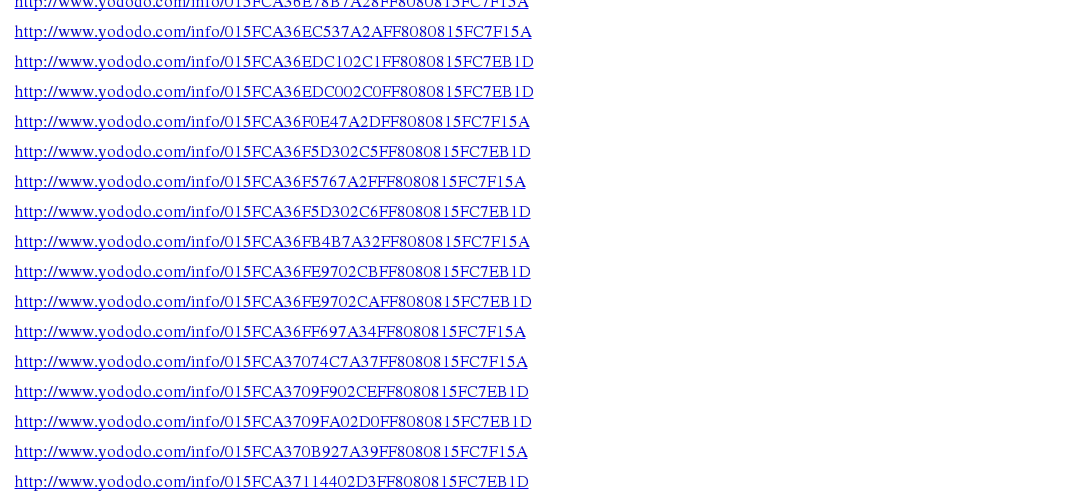 http://www.yododo.com/info/015FCA36E78B7A28FF8080815FC7F15A
http://www.yododo.com/info/015FCA36EC537A2AFF8080815FC7F15A
http://www.yododo.com/info/015FCA36EDC102C1FF8080815FC7EB1D
http://www.yododo.com/info/015FCA36EDC002C0FF8080815FC7EB1D
http://www.yododo.com/info/015FCA36F0E47A2DFF8080815FC7F15A
http://www.yododo.com/info/015FCA36F5D302C5FF8080815FC7EB1D
http://www.yododo.com/info/015FCA36F5767A2FFF8080815FC7F15A
http://www.yododo.com/info/015FCA36F5D302C6FF8080815FC7EB1D
http://www.yododo.com/info/015FCA36FB4B7A32FF8080815FC7F15A
http://www.yododo.com/info/015FCA36FE9702CBFF8080815FC7EB1D
http://www.yododo.com/info/015FCA36FE9702CAFF8080815FC7EB1D
http://www.yododo.com/info/015FCA36FF697A34FF8080815FC7F15A
http://www.yododo.com/info/015FCA37074C7A37FF8080815FC7F15A
http://www.yododo.com/info/015FCA3709F902CEFF8080815FC7EB1D
http://www.yododo.com/info/015FCA3709FA02D0FF8080815FC7EB1D
http://www.yododo.com/info/015FCA370B927A39FF8080815FC7F15A
http://www.yododo.com/info/015FCA37114402D3FF8080815FC7EB1D